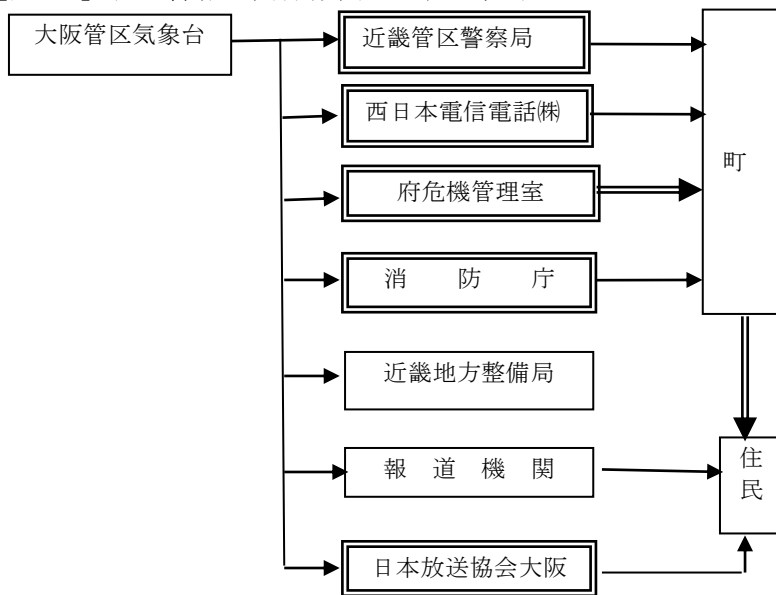 大阪管区気象台
近畿管区警察局
西日本電信電話㈱
府危機管理室
消防庁
近畿地方整備局
報道機関
日本放送協会大阪
町
住民